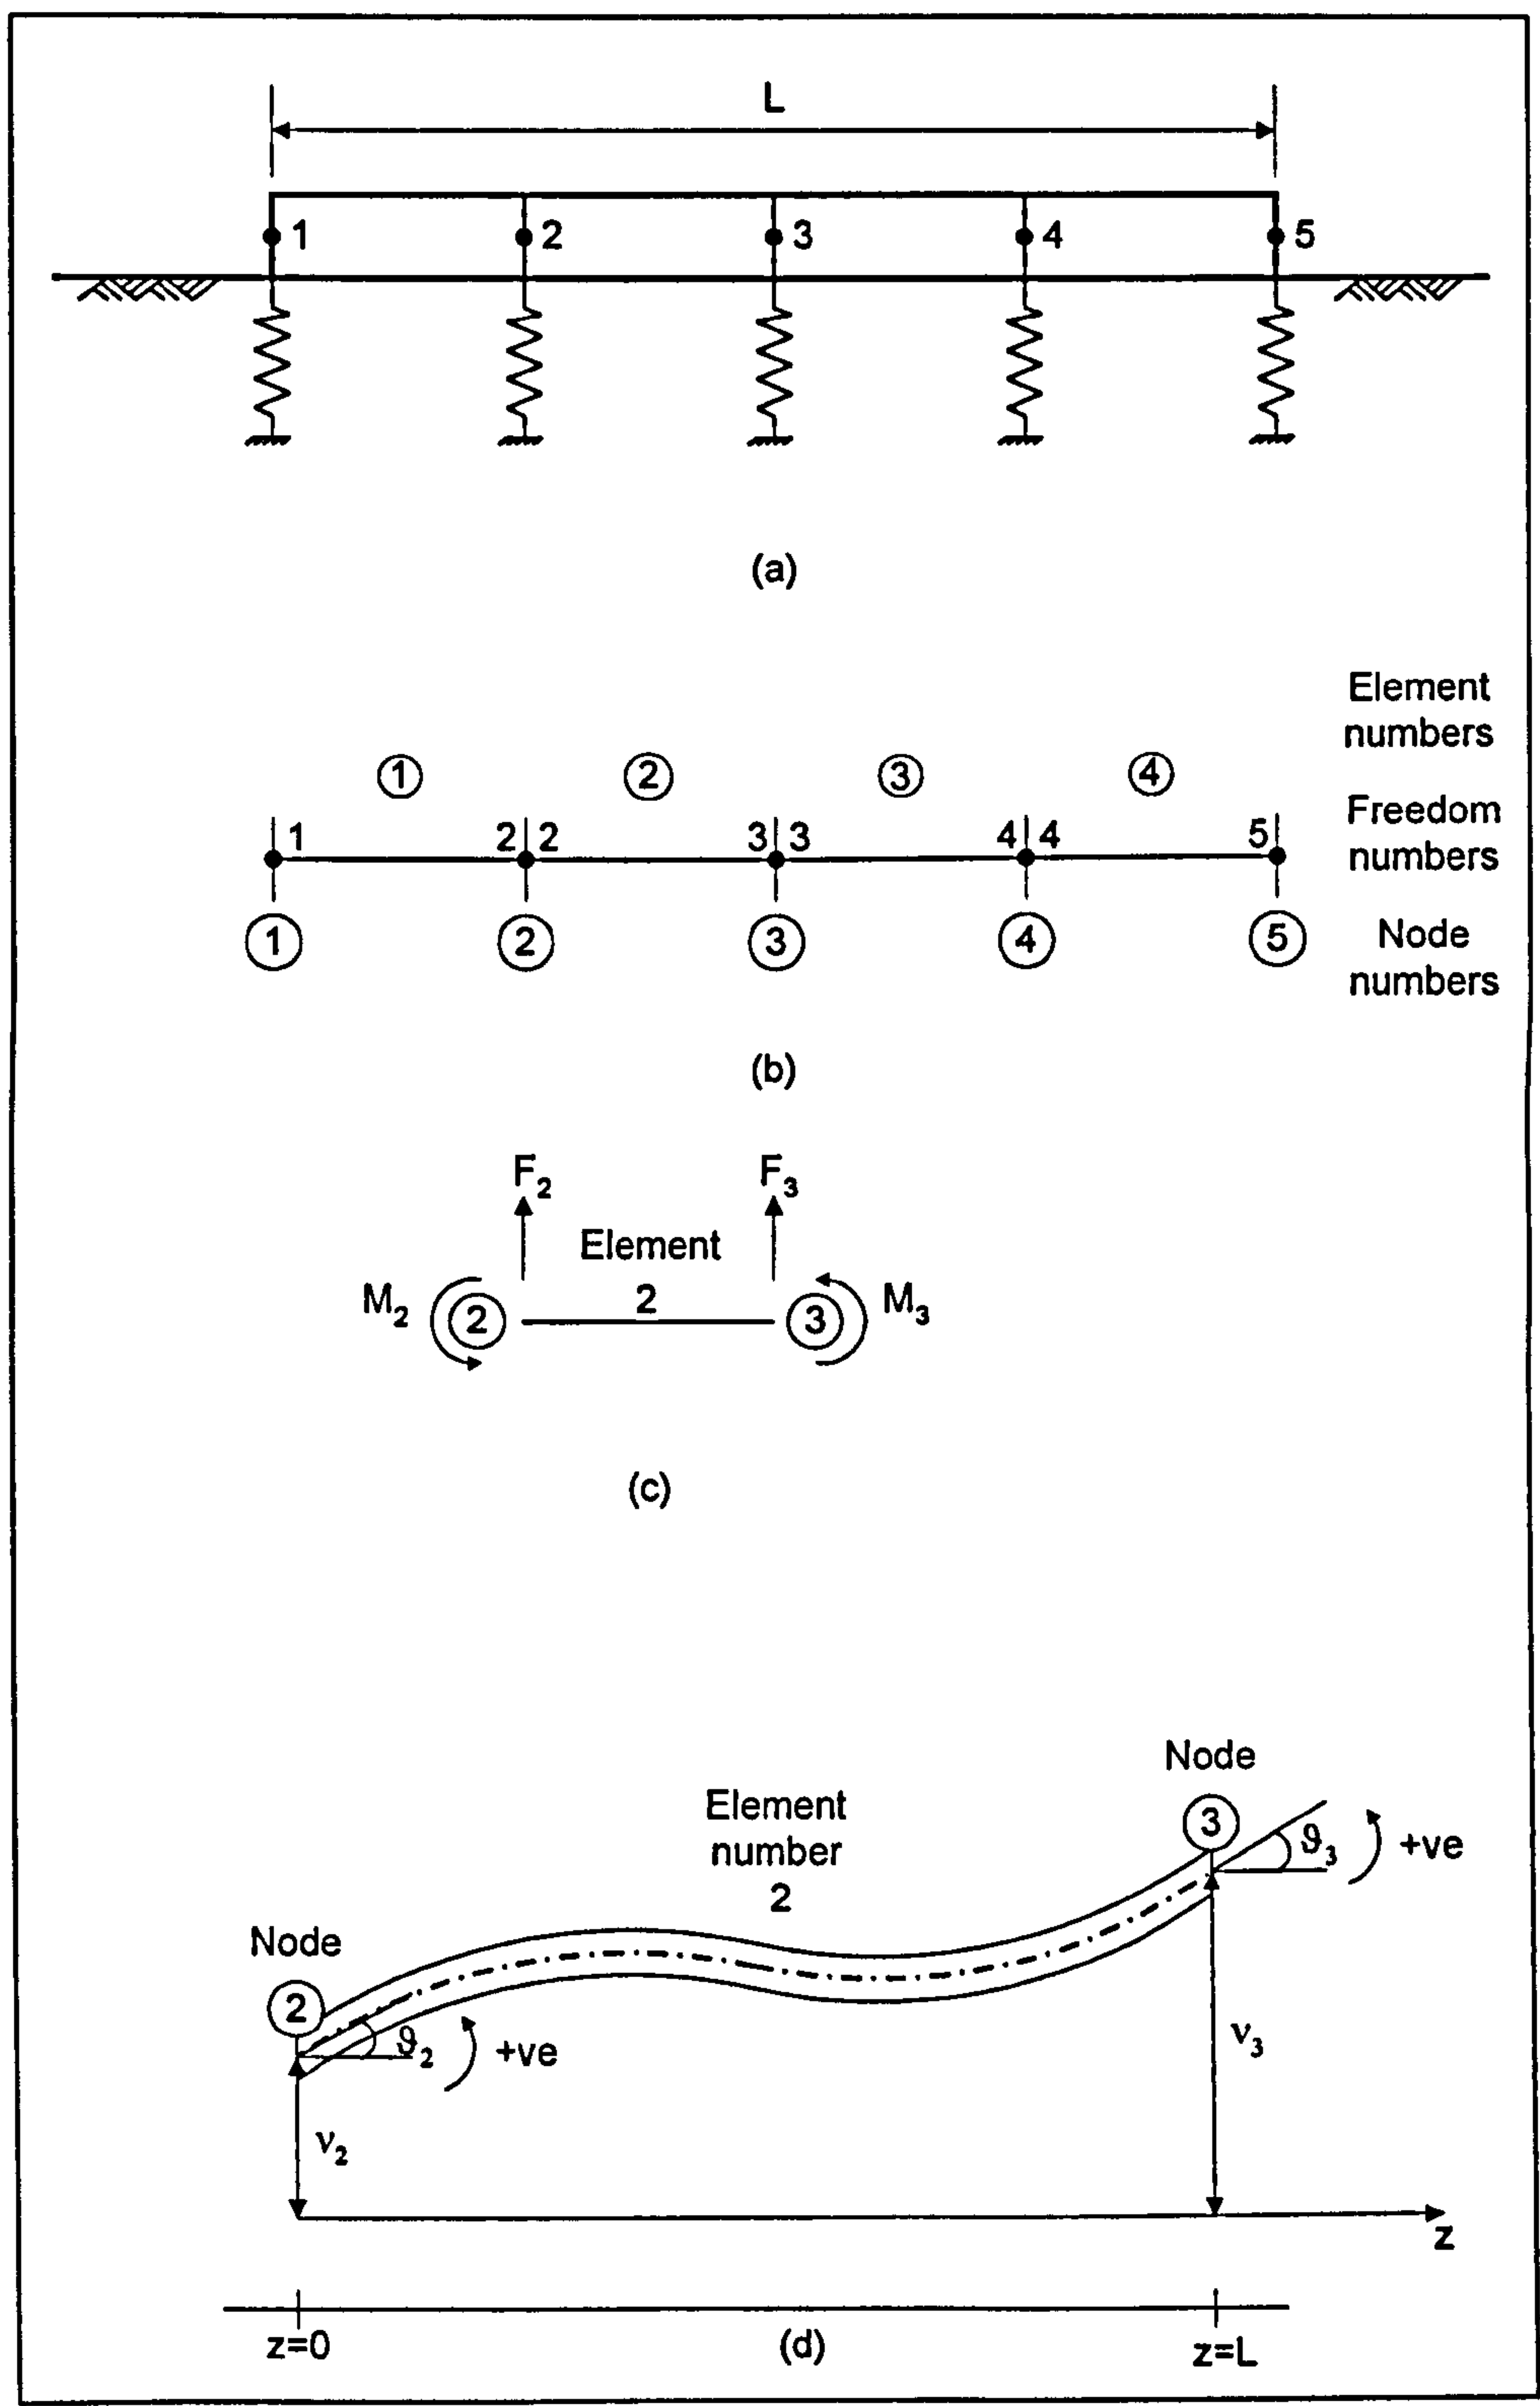 L
1 2 3 4 5
(a)
Element
numbers
① ② ③ ④
Freedom
numbers
1 2 2 3 3 4 4 5
① ② ③ ④ ⑤
Node
numbers
(b)
F₂ F₃
Element
2
M₂ ② ③ M₃
(c)
Node
③
ϑ₃ +ve
Element
number
2
Node
②
ϑ₂ +ve
ν₃
ν₂
z
z=0 (d) z=L